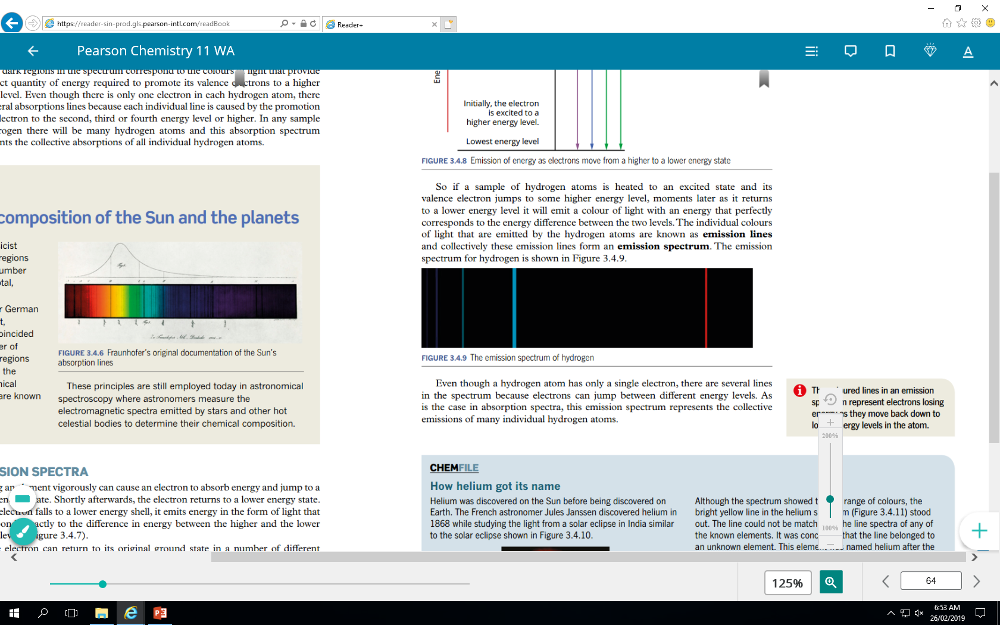 https://reader-sin-prod.gls.pearson-intl.com/readBook
Reader+
Pearson Chemistry 11 WA
dark regions in the spectrum correspond to the colours light that provide
ct quantity of energy required to promote its valence to a higher
level. Even though there is only one electron in each hydrogen atom, there
eral absorptions lines because each individual line is caused by the promotion
lectron to the second, third or fourth energy level or higher. In any sample
rogen there will be many hydrogen atoms and this absorption spectrum
nts the collective absorptions of all individual hydrogen atoms.
composition of the Sun and the planets
icist
regions
umber
otal,
r German
t,
oincided
er of
regions
the
nical
are known
FIGURE 3.4.6 Fraunhofer's original documentation of the Sun's
absorption lines
These principles are still employed today in astronomical
spectroscopy where astronomers measure the
electromagnetic spectra emitted by stars and other hot
celestial bodies to determine their chemical composition.
SION SPECTRA
ment vigorously can cause an electron to absorb energy and jump to a
ate. Shortly afterwards, the electron returns to a lower energy state.
electron falls to a lower energy shell, it emits energy in the form of light that
actly to the difference in energy between the higher and the lower
igure 3.4.7).
electron can return to its original ground state in a number of different
Ene
Initially, the electron
is excited to a
higher energy level.
Lowest energy level
FIGURE 3.4.8 Emission of energy as electrons move from a higher to a lower energy state
So if a sample of hydrogen atoms is heated to an excited state and its
valence electron jumps to some higher energy level, moments later as it returns
to a lower energy level it will emit a colour of light with an energy that perfectly
corresponds to the energy difference between the two levels. The individual colours
of light that are emitted by the hydrogen atoms are known as emission lines
and collectively these emission lines form an emission spectrum. The emission
spectrum for hydrogen is shown in Figure 3.4.9.
FIGURE 3.4.9 The emission spectrum of hydrogen
Even though a hydrogen atom has only a single electron, there are several lines
in the spectrum because electrons can jump between different energy levels. As
is the case in absorption spectra, this emission spectrum represents the collective
emissions of many individual hydrogen atoms.
i
Th ured lines in an emission
sp m represent electrons losing
energy as they move back down to
lo ergy levels in the atom.
200%
100%
CHEMFILE
How helium got its name
Helium was discovered on the Sun before being discovered on
Earth. The French astronomer Jules Janssen discovered helium in
1868 while studying the light from a solar eclipse in India similar
to the solar eclipse shown in Figure 3.4.10.
Although the spectrum showed t range of colours, the
bright yellow line in the helium s m (Figure 3.4.11) stood
out. The line could not be match he line spectra of any of
the known elements. It was conc that the line belonged to
an unknown element. This elem named helium after the
125%
64
6:53 AM
26/02/2019